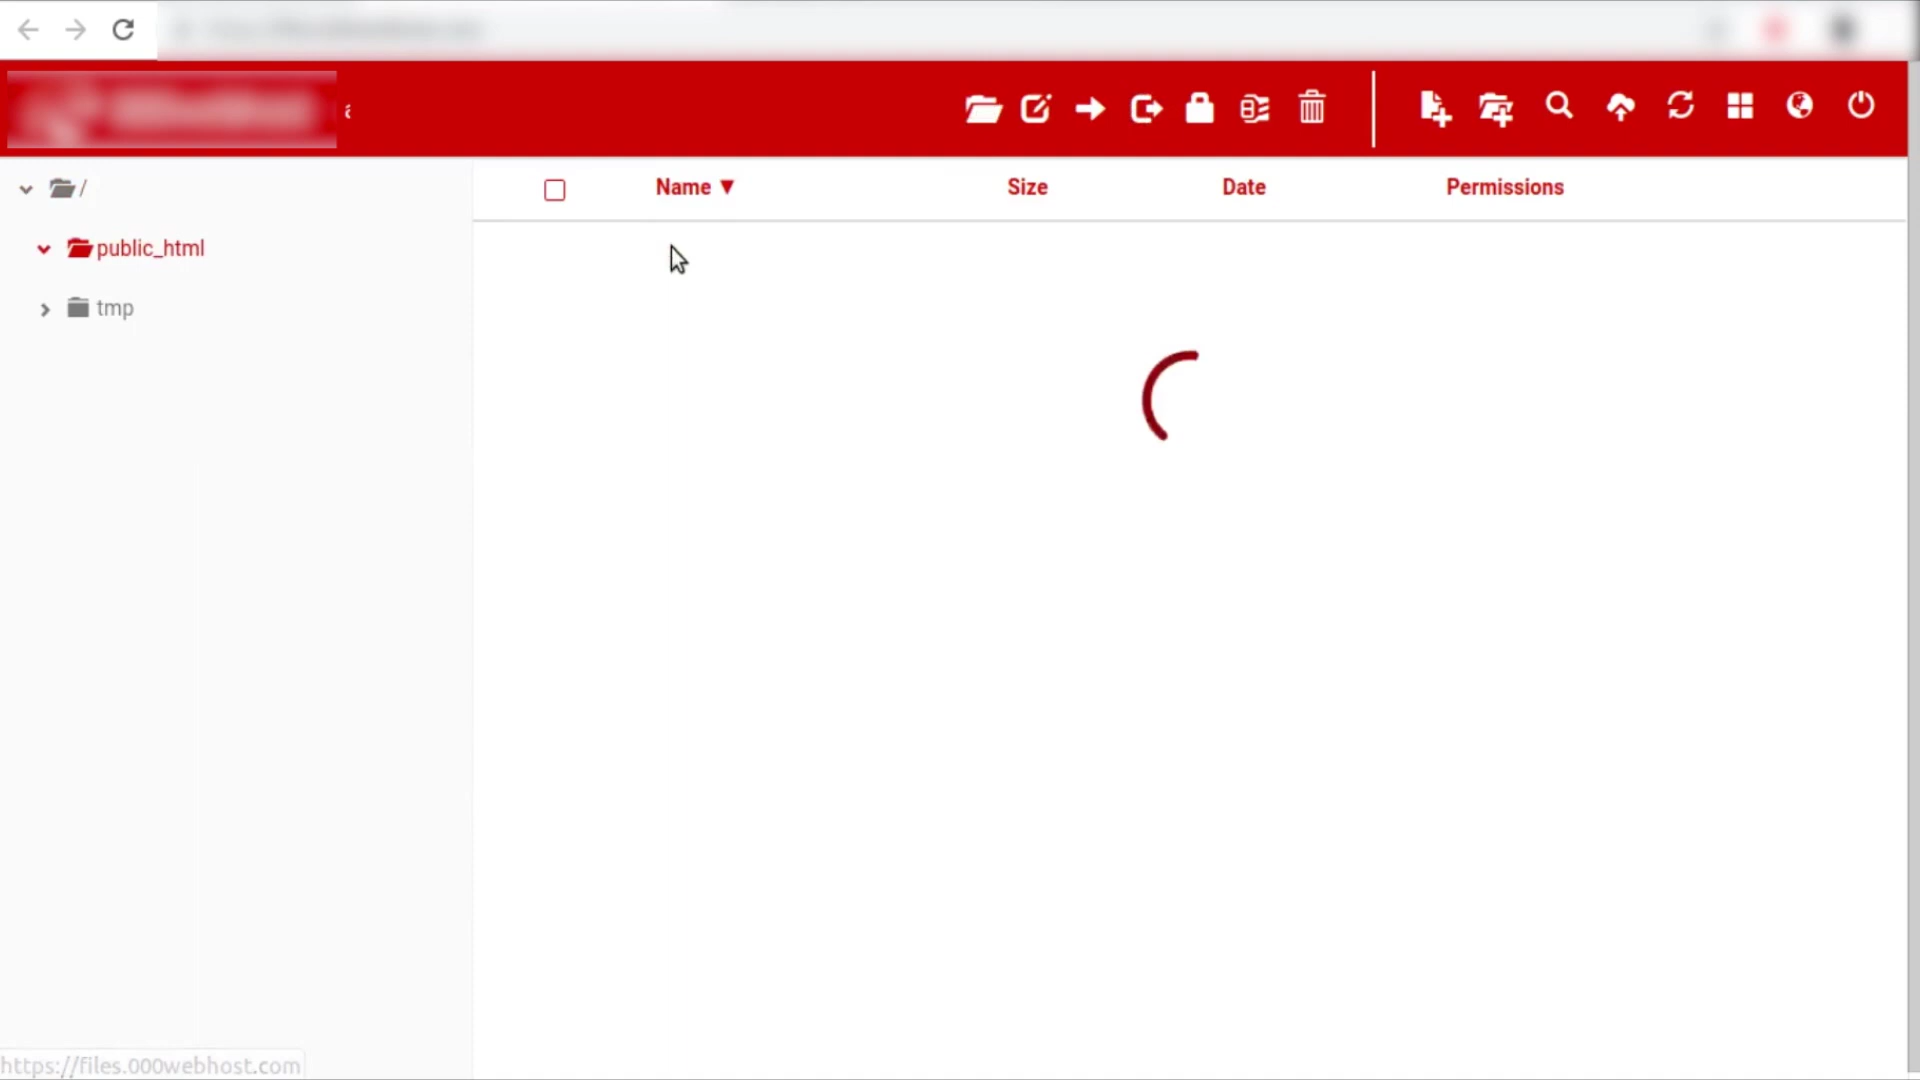 a
Name ▼ Size Date Permissions
/
public_html
tmp
https://files.000webhost.com